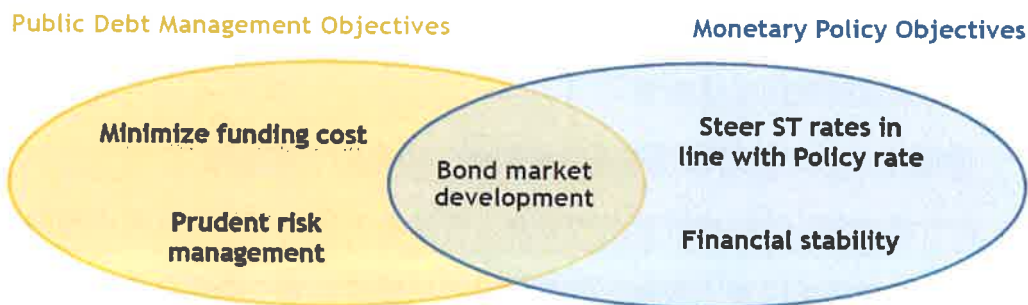 Public Debt Management Objectives
Monetary Policy Objectives
Minimize funding cost
Prudent risk
management
Bond market
development
Steer ST rates in
line with Policy rate
Financial stability